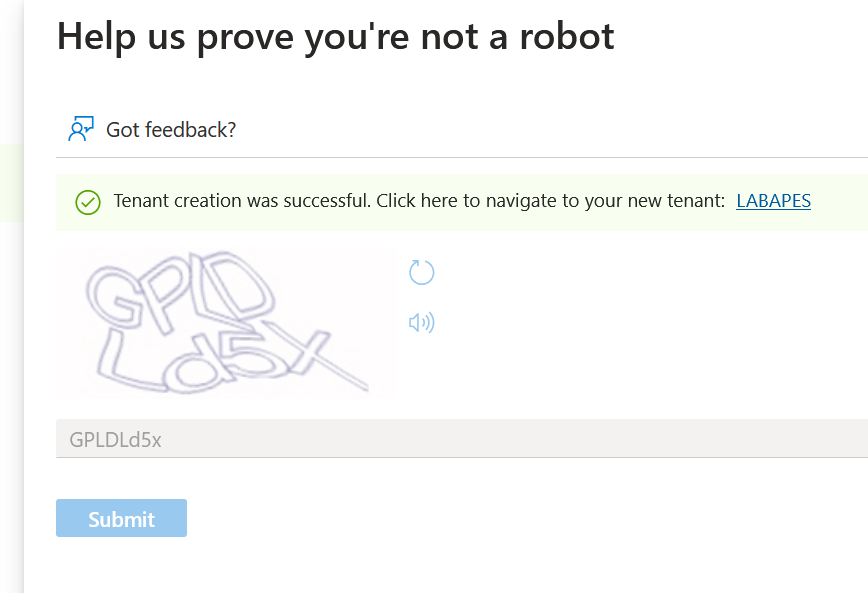 Help us prove you're not a robot
Got feedback?
Tenant creation was successful. Click here to navigate to your new tenant: LABAPES
GPLD
Ld5X
GPLDLd5x
Submit